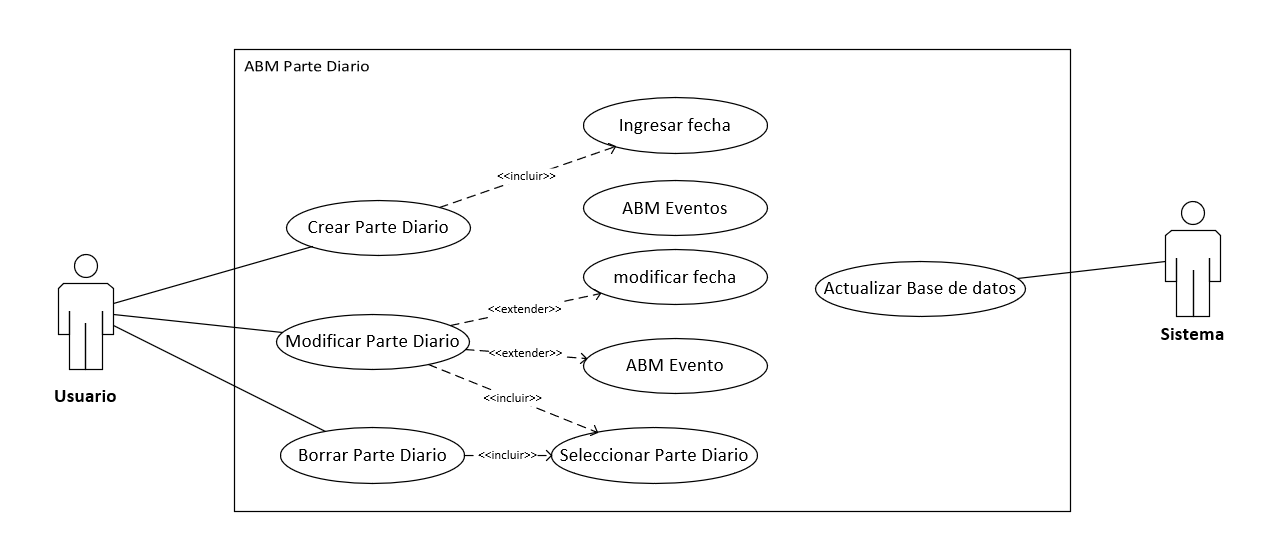 ABM Parte Diario
Ingresar fecha
<<incluir>>
ABM Eventos
Crear Parte Diario
modificar fecha
Actualizar Base de datos
<<extender>>
Sistema
Modificar Parte Diario
<<extender>>
ABM Evento
Usuario
<<incluir>>
Borrar Parte Diario
<<incluir>>
Seleccionar Parte Diario